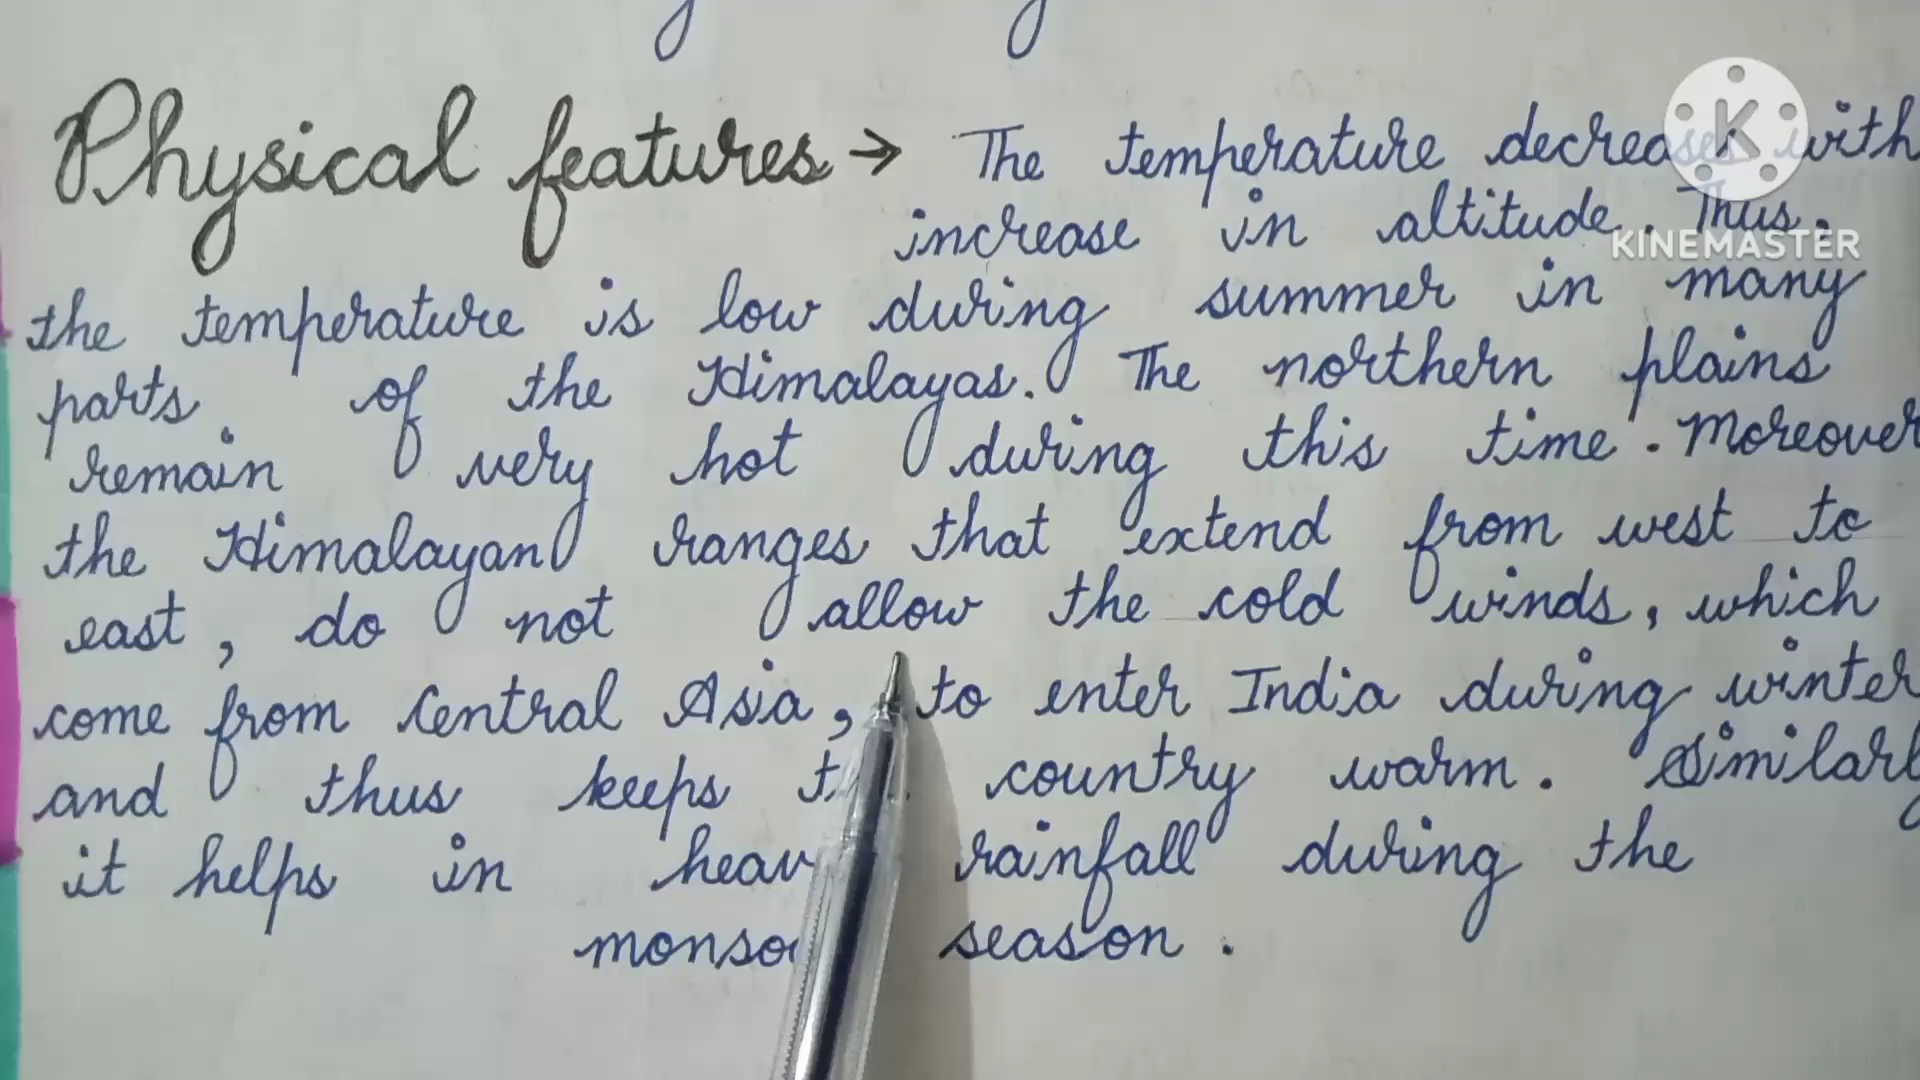 Physical features → The temperature decreases with
increase in altitude. Thus.
the temperature is low during summer in many
parts of the Himalayas. The northern plains
remain very hot during this time. Moreover
the Himalayan ranges that extend from west to
east, do not allow the cold winds, which
come from Central Asia, to enter India during winter
and thus keeps country warm. Similarly
it helps in rainfall during the
season.
KINEMASTER